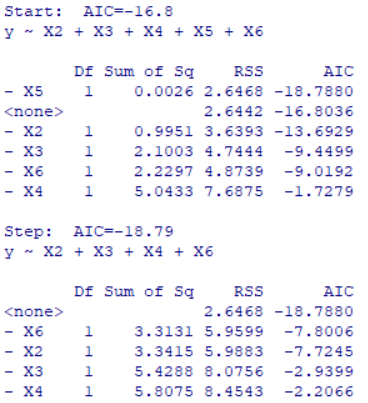 Start:  AIC=-16.8
y ~ X2 + X3 + X4 + X5 + X6
       Df Sum of Sq    RSS      AIC
- X5    1    0.0026 2.6468 -18.7880
<none>              2.6442 -16.8036
- X2    1    0.9951 3.6393 -13.6929
- X3    1    2.1003 4.7444  -9.4499
- X6    1    2.2297 4.8739  -9.0192
- X4    1    5.0433 7.6875  -1.7279
Step:  AIC=-18.79
y ~ X2 + X3 + X4 + X6
       Df Sum of Sq    RSS      AIC
<none>              2.6468 -18.7880
- X6    1    3.3131 5.9599  -7.8006
- X2    1    3.3415 5.9883  -7.7245
- X3    1    5.4288 8.0756  -2.9399
- X4    1    5.8075 8.4543  -2.2066